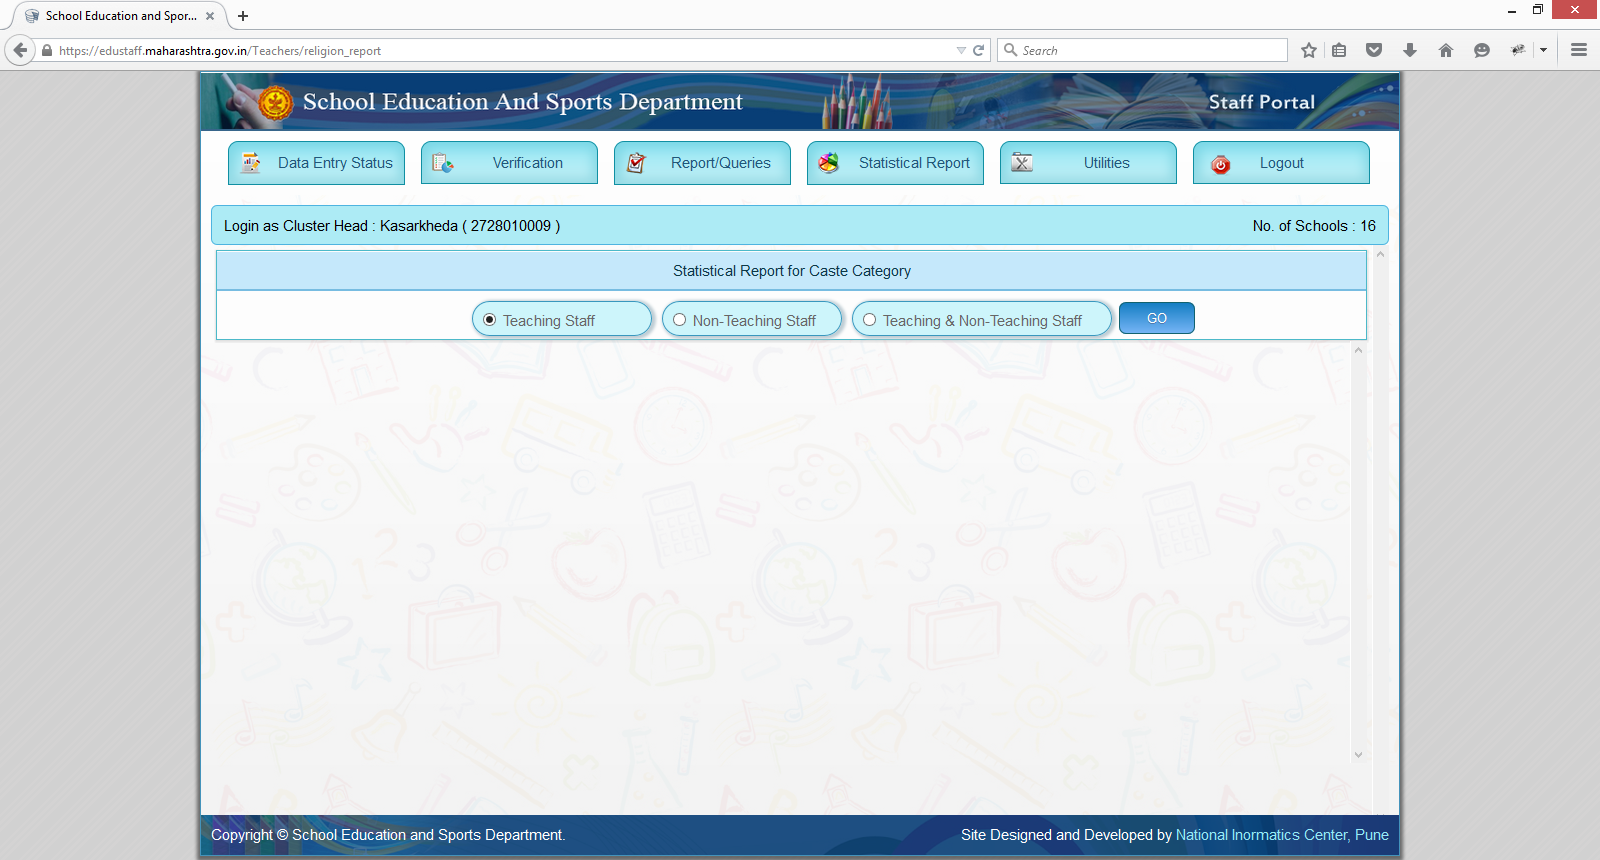 School Education and Spor...
https://edustaff.maharashtra.gov.in/Teachers/religion_report
Search
School Education And Sports Department
Staff Portal
Data Entry Status
Verification
Report/Queries
Statistical Report
Utilities
Logout
Login as Cluster Head : Kasarkheda ( 2728010009 )
No. of Schools : 16
Statistical Report for Caste Category
Teaching Staff
Non-Teaching Staff
Teaching & Non-Teaching Staff
GO
Copyright © School Education and Sports Department.
Site Designed and Developed by National Inormatics Center, Pune